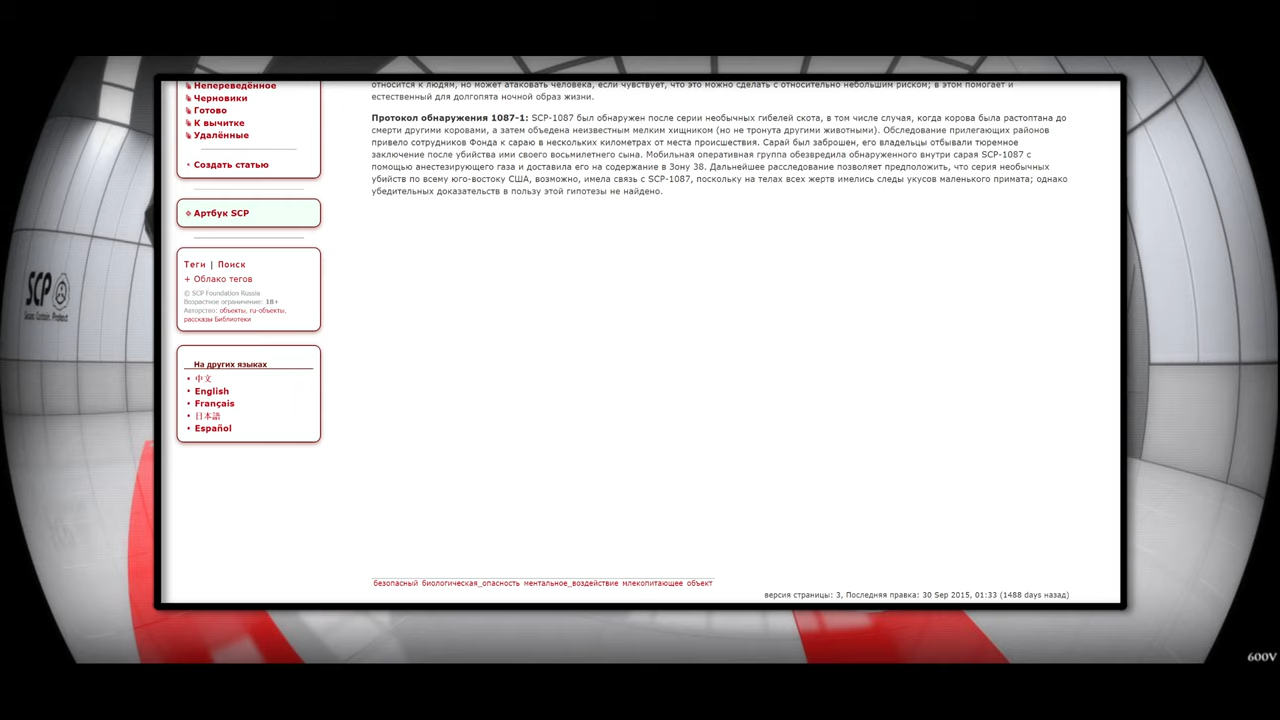 Непереведённое
Черновики
Готово
К вычитке
Удалённые
Создать статью
Артбук SCP
Теги | Поиск
+ Облако тегов
© SCP Foundation Russia
Возрастное ограничение: 18+
Авторство: объекты, ru-объекты,
рассказы Библиотеки
На других языках
中文
English
Français
日本語
Español
относится к людям, но может атаковать человека, если чувствует, что это можно сделать с относительно небольшим риском; в этом помогает и
естественный для долгопята ночной образ жизни.
Протокол обнаружения 1087-1: SCP-1087 был обнаружен после серии необычных гибелей скота, в том числе случая, когда корова была растоптана до
смерти другими коровами, а затем объедена неизвестным мелким хищником (но не тронута другими животными). Обследование прилегающих районов
привело сотрудников Фонда к сараю в нескольких километрах от места происшествия. Сарай был заброшен, его владельцы отбывали тюремное
заключение после убийства ими своего восьмилетнего сына. Мобильная оперативная группа обезвредила обнаруженного внутри сарая SCP-1087 с
помощью анестезирующего газа и доставила его на содержание в Зону 38. Дальнейшее расследование позволяет предположить, что серия необычных
убийств по всему юго-востоку США, возможно, имела связь с SCP-1087, поскольку на телах всех жертв имелись следы укусов маленького примата; однако
убедительных доказательств в пользу этой гипотезы не найдено.
безопасный биологическая_опасность ментальное_воздействие млекопитающее объект
версия страницы: 3, Последняя правка: 30 Sep 2015, 01:33 (1488 days назад)
SCP
Secure. Contain. Protect
600V